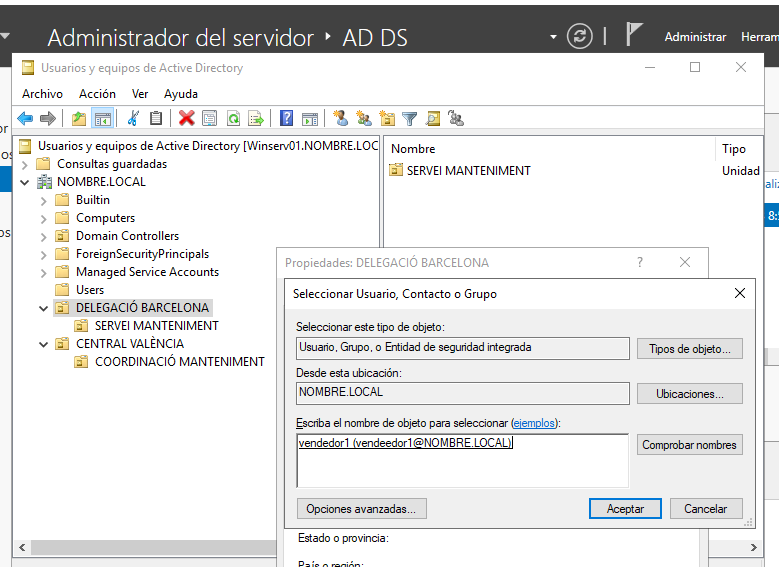 Administrador del servidor ‣ AD DS
Administrar
Herram
Usuarios y equipos de Active Directory
Archivo Acción Ver Ayuda
Usuarios y equipos de Active Directory [Winserv01.NOMBRE.LOC
Consultas guardadas
NOMBRE.LOCAL
Builtin
Computers
Domain Controllers
ForeignSecurityPrincipals
Managed Service Accounts
Users
DELEGACIÓ BARCELONA
SERVEI MANTENIMENT
CENTRAL VALÈNCIA
COORDINACIÓ MANTENIMENT
Nombre Tipo
SERVEI MANTENIMENT Unidad
Propiedades: DELEGACIÓ BARCELONA ? 
Seleccionar Usuario, Contacto o Grupo
Seleccionar este tipo de objeto:
Usuario, Grupo, o Entidad de seguridad integrada
Tipos de objeto...
Desde esta ubicación:
NOMBRE.LOCAL
Ubicaciones...
Escriba el nombre de objeto para seleccionar (ejemplos):
vendedor1 (vendeedor1@NOMBRE.LOCAL)
Comprobar nombres
Opciones avanzadas...
Aceptar
Cancelar
Estado o provincia:
País o región: